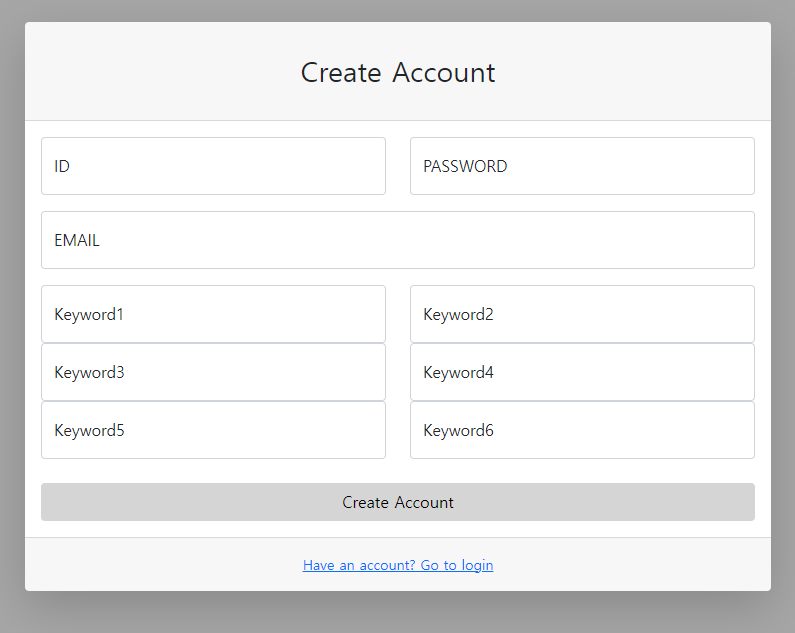 Create Account
ID
PASSWORD
EMAIL
Keyword1
Keyword2
Keyword3
Keyword4
Keyword5
Keyword6
Create Account
Have an account? Go to login